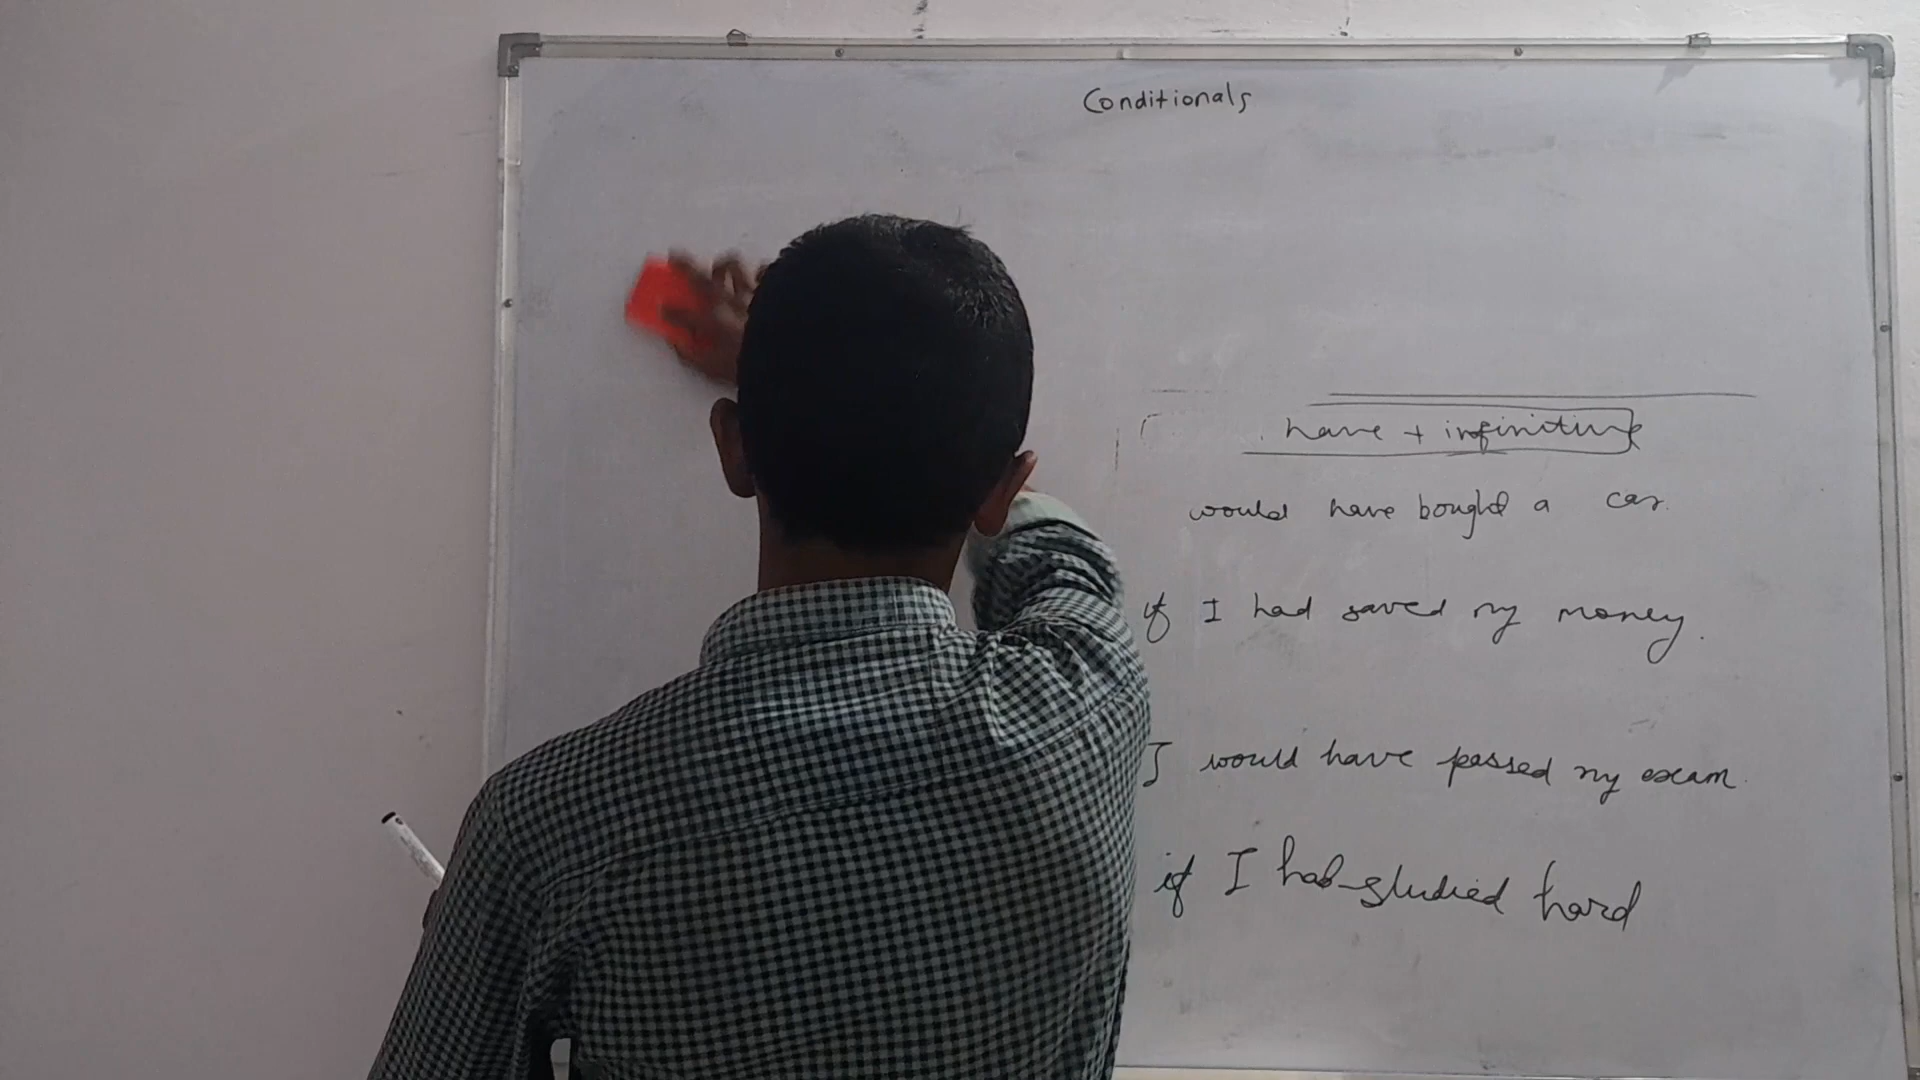 Conditionals
have + infinitive
would have bought a car.
if I had saved my money.
I would have passed my exam.
if I had studied hard